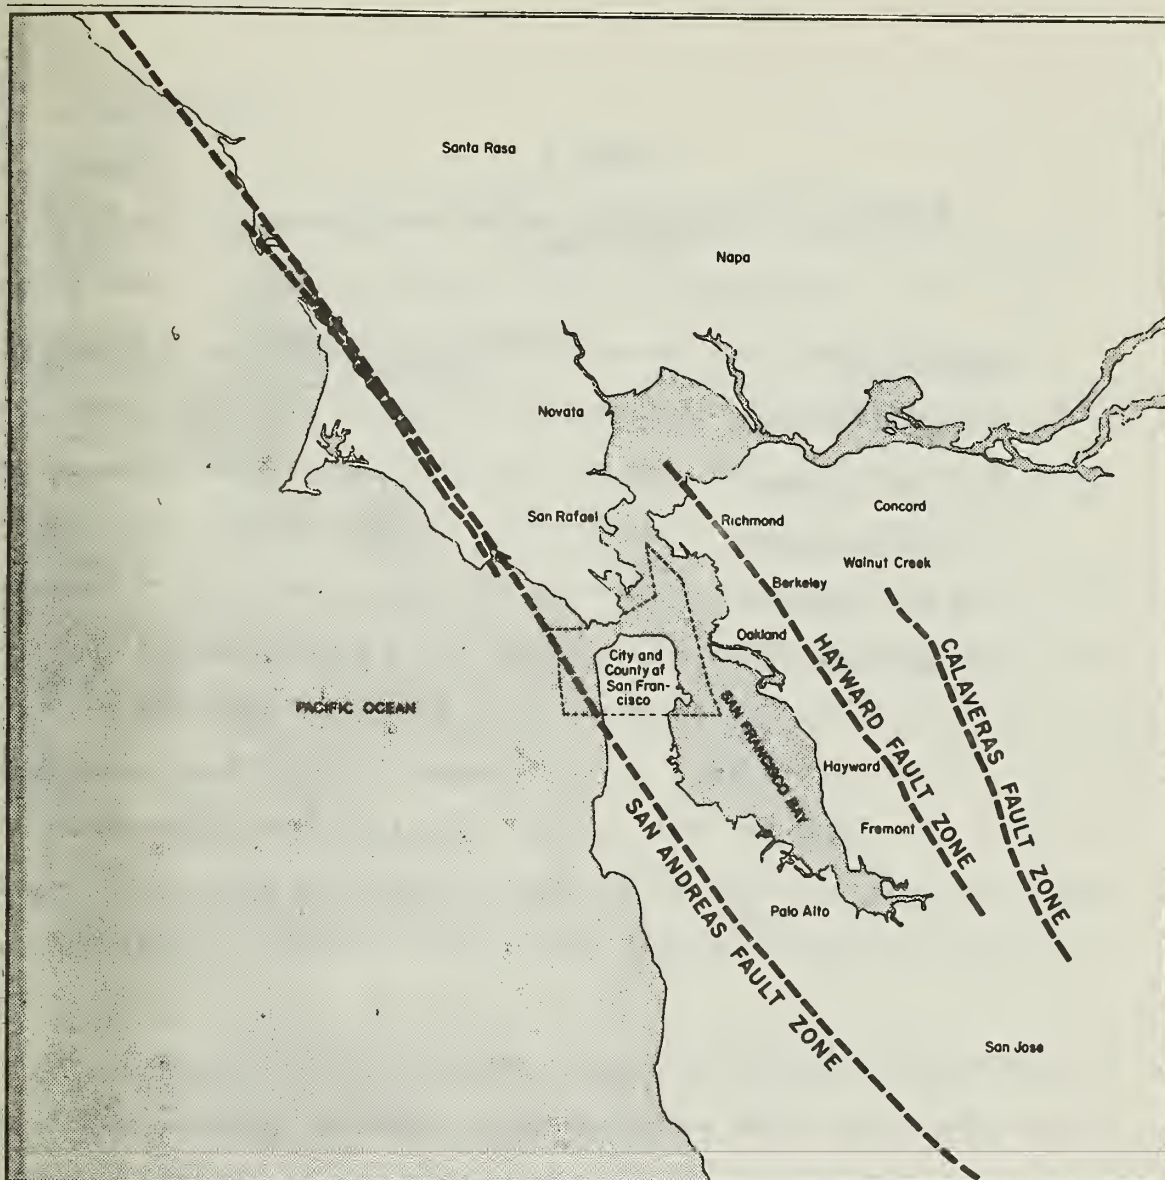 Santa Rasa
Napa
Novata
San Rafael
Richmond
Concord
Walnut Creek
Berkeley
Oakland
City and
County of
San Fran-
cisco
PACIFIC OCEAN
SAN FRANCISCO BAY
HAYWARD FAULT ZONE
CALAVERAS FAULT ZONE
Hayward
Fremont
SAN ANDREAS FAULT ZONE
Palo Alto
San Jose